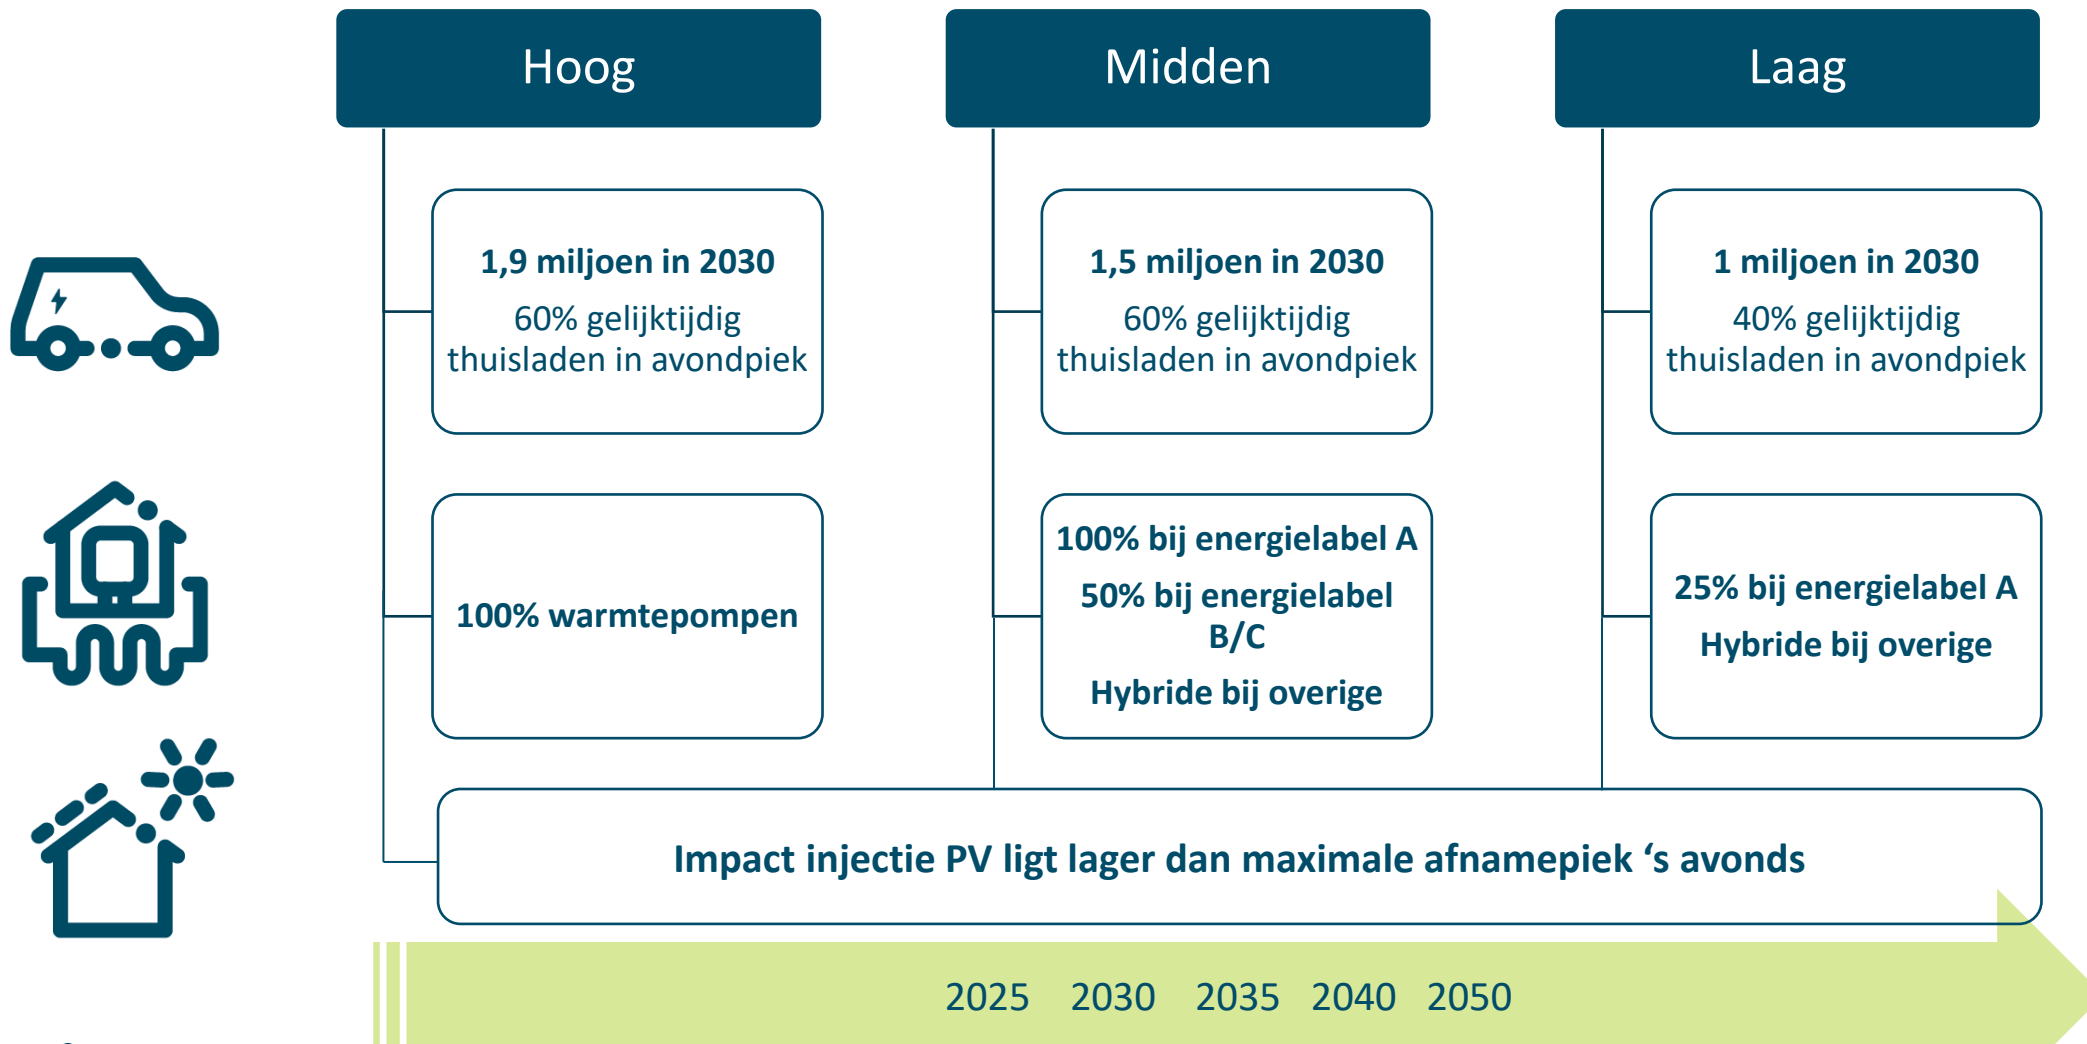 Hoog
Midden
Laag
1,9 miljoen in 2030
60% gelijktijdig
thuisladen in avondpiek
1,5 miljoen in 2030
60% gelijktijdig
thuisladen in avondpiek
1 miljoen in 2030
40% gelijktijdig
thuisladen in avondpiek
100% warmtepompen
100% bij energielabel A
50% bij energielabel
B/C
Hybride bij overige
25% bij energielabel A
Hybride bij overige
Impact injectie PV ligt lager dan maximale afnamepiek ‘s avonds
2025 2030 2035 2040 2050